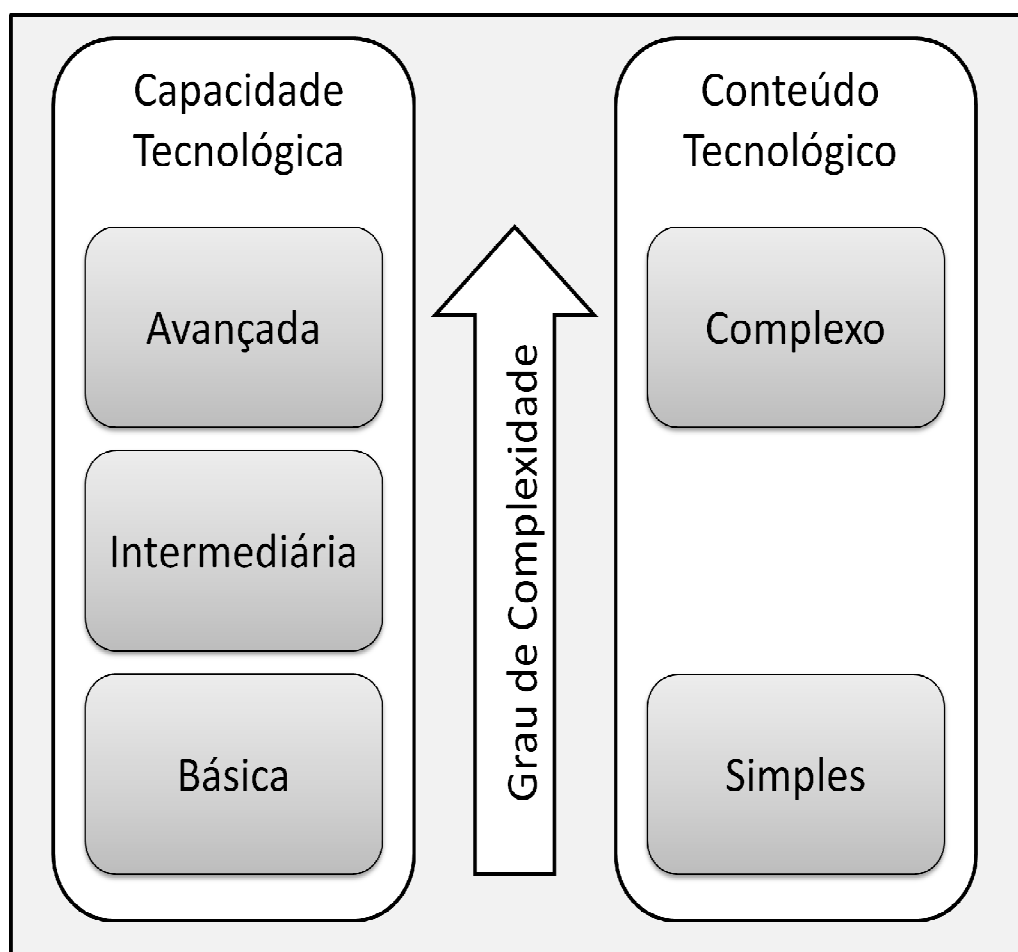 Capacidade
Tecnológica
Avançada
Intermediária
Básica
Grau de Complexidade
Conteúdo
Tecnológico
Complexo
Simples